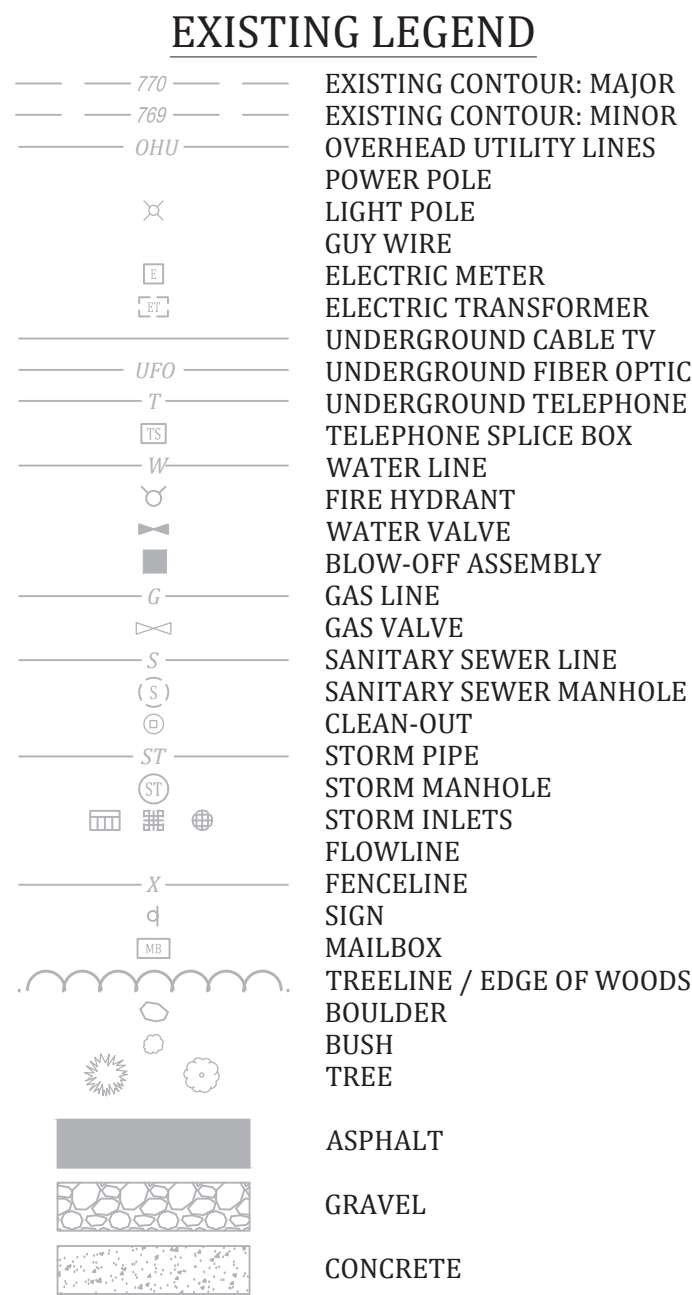 EXISTING LEGEND
770 EXISTING CONTOUR: MAJOR
769 EXISTING CONTOUR: MINOR
OHU OVERHEAD UTILITY LINES
POWER POLE
LIGHT POLE
GUY WIRE
E ELECTRIC METER
ET ELECTRIC TRANSFORMER
UNDERGROUND CABLE TV
UFO UNDERGROUND FIBER OPTIC
T UNDERGROUND TELEPHONE
TS TELEPHONE SPLICE BOX
W WATER LINE
FIRE HYDRANT
WATER VALVE
BLOW-OFF ASSEMBLY
G GAS LINE
GAS VALVE
S SANITARY SEWER LINE
S SANITARY SEWER MANHOLE
CLEAN-OUT
ST STORM PIPE
ST STORM MANHOLE
STORM INLETS
FLOWLINE
X FENCELINE
SIGN
MB MAILBOX
TREELINE / EDGE OF WOODS
BOULDER
BUSH
TREE
ASPHALT
GRAVEL
CONCRETE